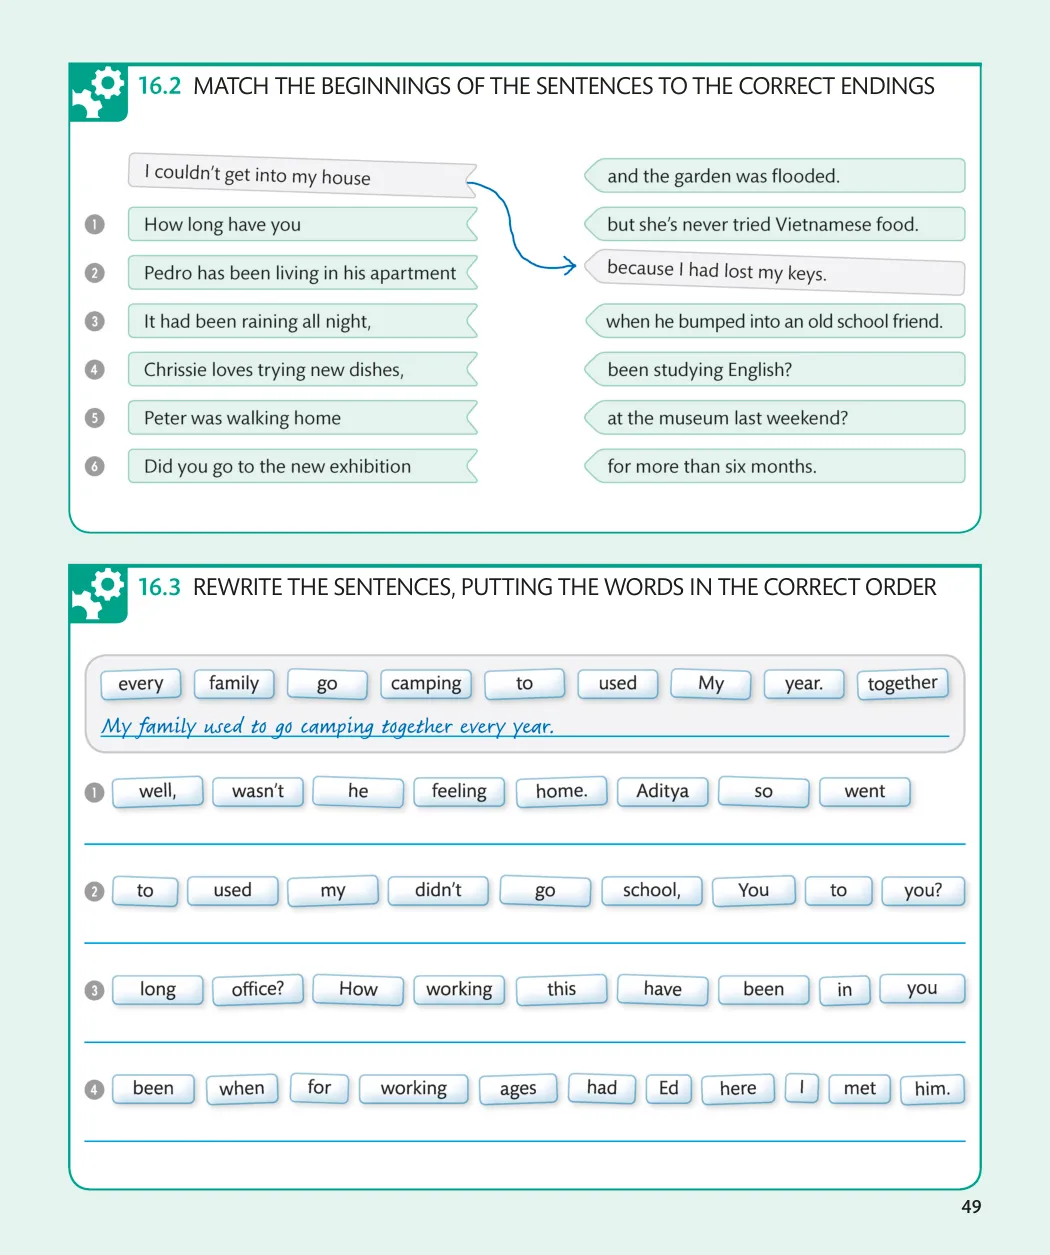 16.2 MATCH THE BEGINNINGS OF THE SENTENCES TO THE CORRECT ENDINGS
I couldn't get into my house
and the garden was flooded.
1 How long have you
but she's never tried Vietnamese food.
2 Pedro has been living in his apartment
because I had lost my keys.
3 It had been raining all night,
when he bumped into an old school friend.
4 Chrissie loves trying new dishes,
been studying English?
5 Peter was walking home
at the museum last weekend?
6 Did you go to the new exhibition
for more than six months.
16.3 REWRITE THE SENTENCES, PUTTING THE WORDS IN THE CORRECT ORDER
every family go camping to used My year. together
My family used to go camping together every year.
1 well, wasn't he feeling home. Aditya so went
2 to used my didn't go school, You to you?
3 long office? How working this have been in you
4 been when for working ages had Ed here I met him.
49